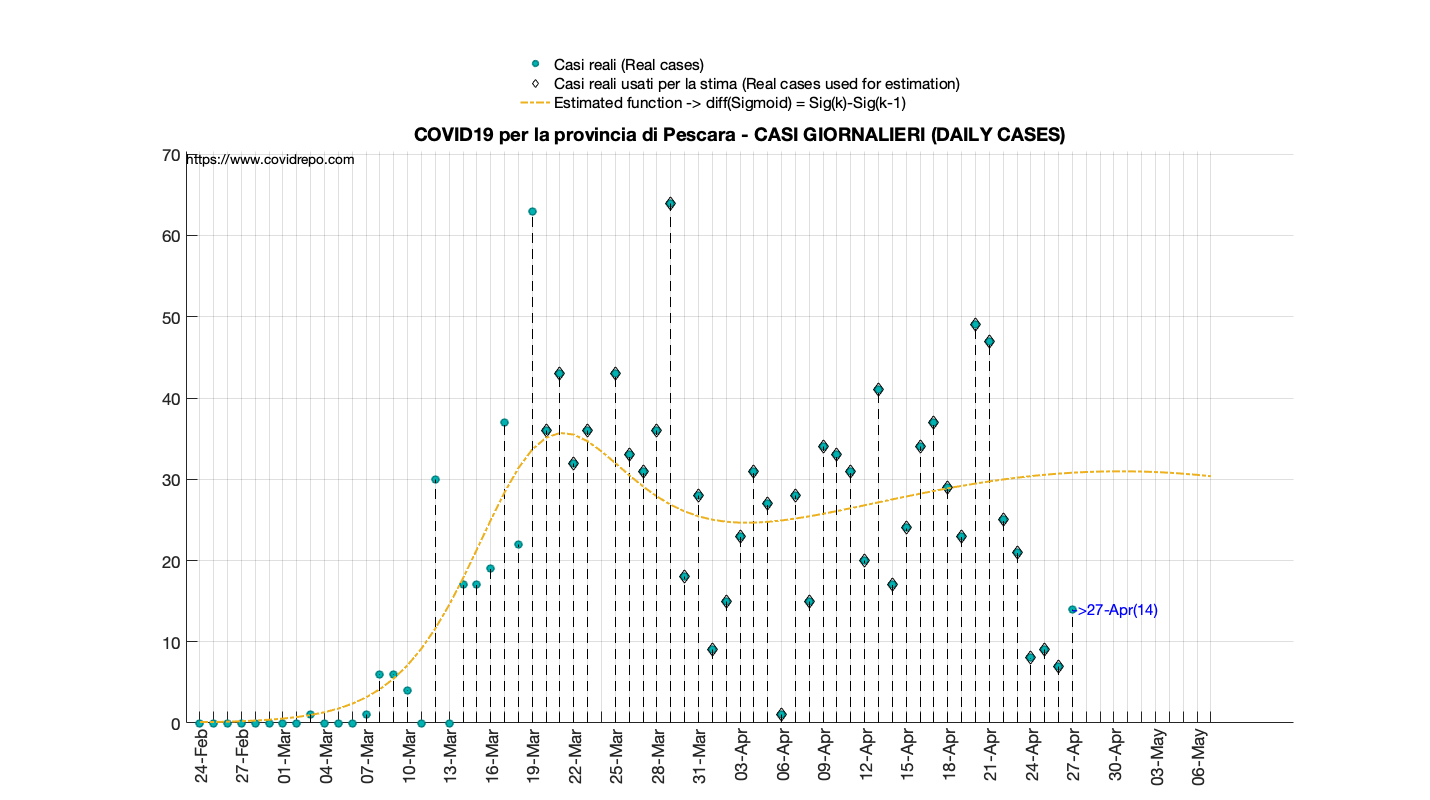 Casi reali (Real cases)
Casi reali usati per la stima (Real cases used for estimation)
Estimated function -> diff(Sigmoid) = Sig(k)-Sig(k-1)
COVID19 per la provincia di Pescara - CASI GIORNALIERI (DAILY CASES)
https://www.covidrepo.com
70
60
50
40
30
20
10
0
->27-Apr(14)
24-Feb
27-Feb
01-Mar
04-Mar
07-Mar
10-Mar
13-Mar
16-Mar
19-Mar
22-Mar
25-Mar
28-Mar
31-Mar
03-Apr
06-Apr
09-Apr
12-Apr
15-Apr
18-Apr
21-Apr
24-Apr
27-Apr
30-Apr
03-May
06-May